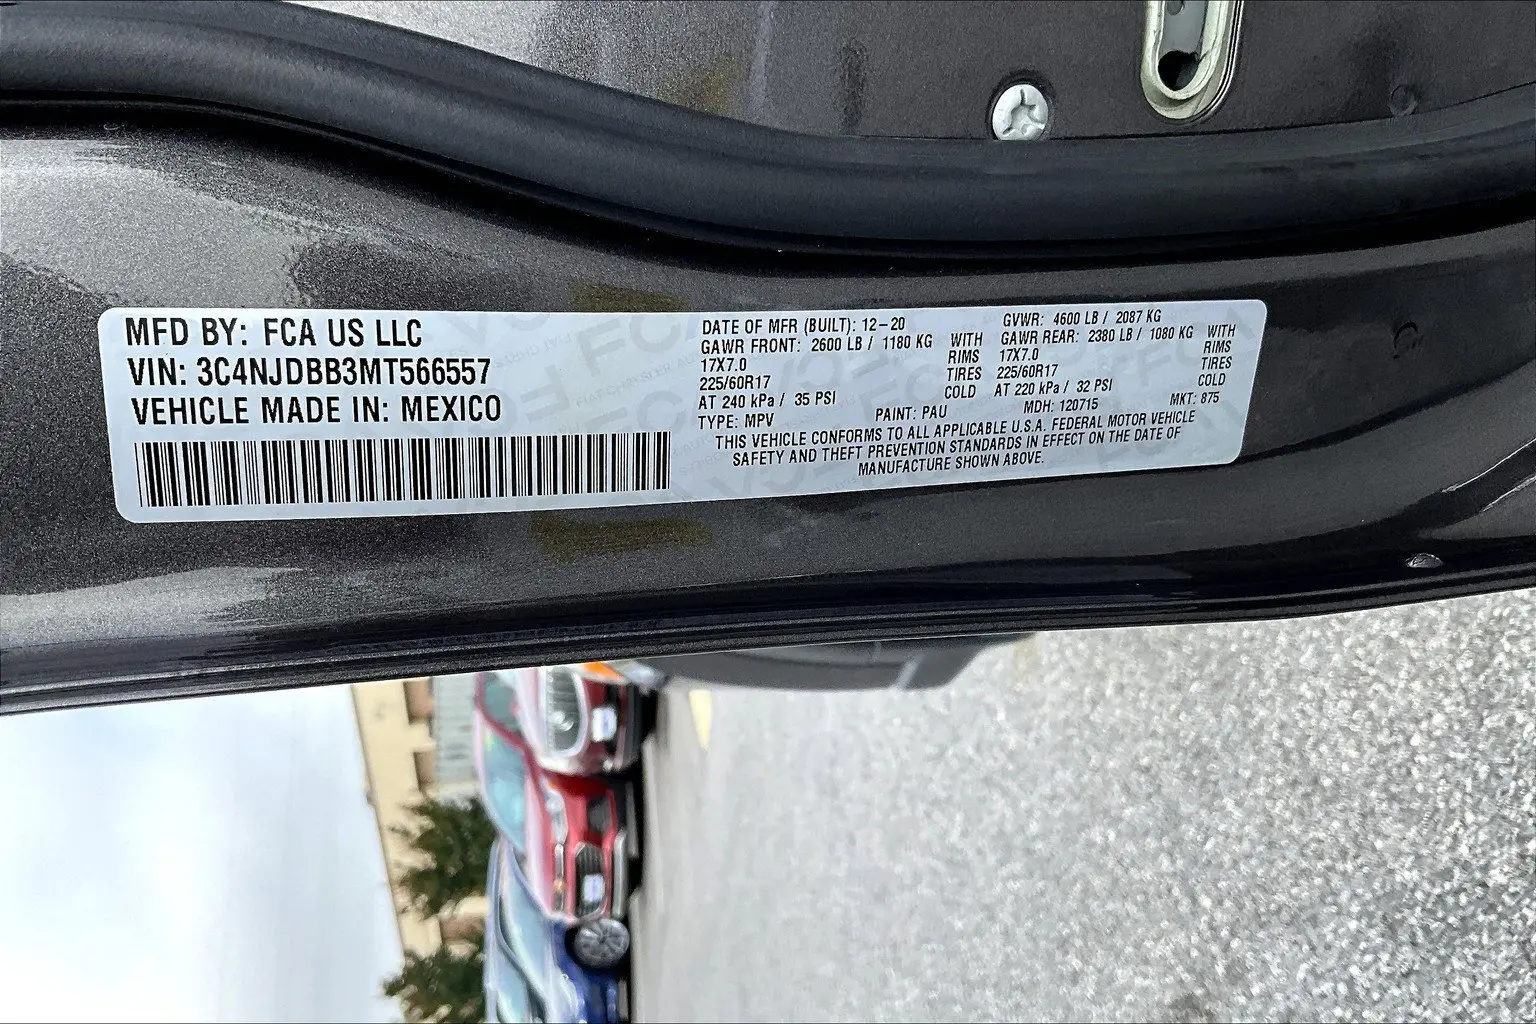 MFD BY: FCA US LLC
VIN: 3C4NJDBB3MT566557
VEHICLE MADE IN: MEXICO
DATE OF MFR (BUILT): 12-20
GAWR FRONT: 2600 LB / 1180 KG WITH
17X7.0 RIMS
225/60R17 TIRES
AT 240 kPa / 35 PSI COLD
GVWR: 4600 LB / 2087 KG
GAWR REAR: 2380 LB / 1080 KG WITH
17X7.0 RIMS
225/60R17 TIRES
AT 220 kPa / 32 PSI COLD
TYPE: MPV PAINT: PAU MDH: 120715 MKT: 875
THIS VEHICLE CONFORMS TO ALL APPLICABLE U.S.A. FEDERAL MOTOR VEHICLE
SAFETY AND THEFT PREVENTION STANDARDS IN EFFECT ON THE DATE OF
MANUFACTURE SHOWN ABOVE.